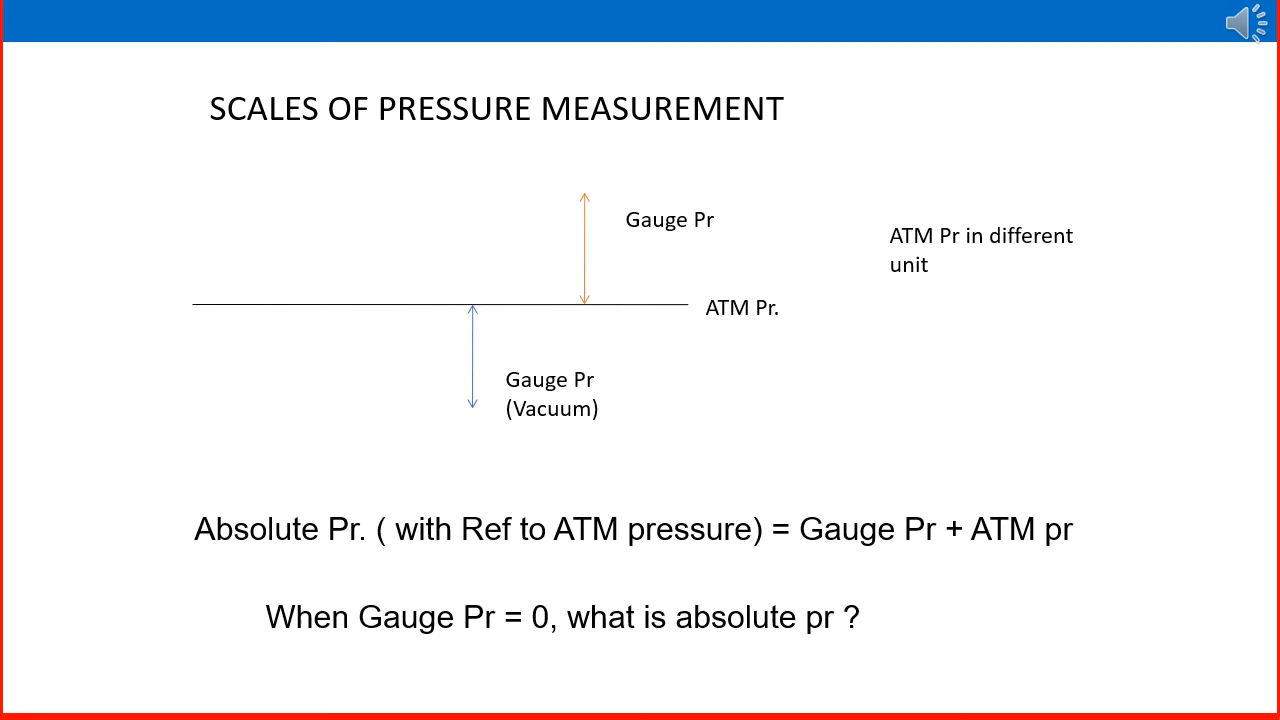 SCALES OF PRESSURE MEASUREMENT
Gauge Pr
ATM Pr in different
unit
ATM Pr.
Gauge Pr
(Vacuum)
Absolute Pr. ( with Ref to ATM pressure) = Gauge Pr + ATM pr
When Gauge Pr = 0, what is absolute pr ?